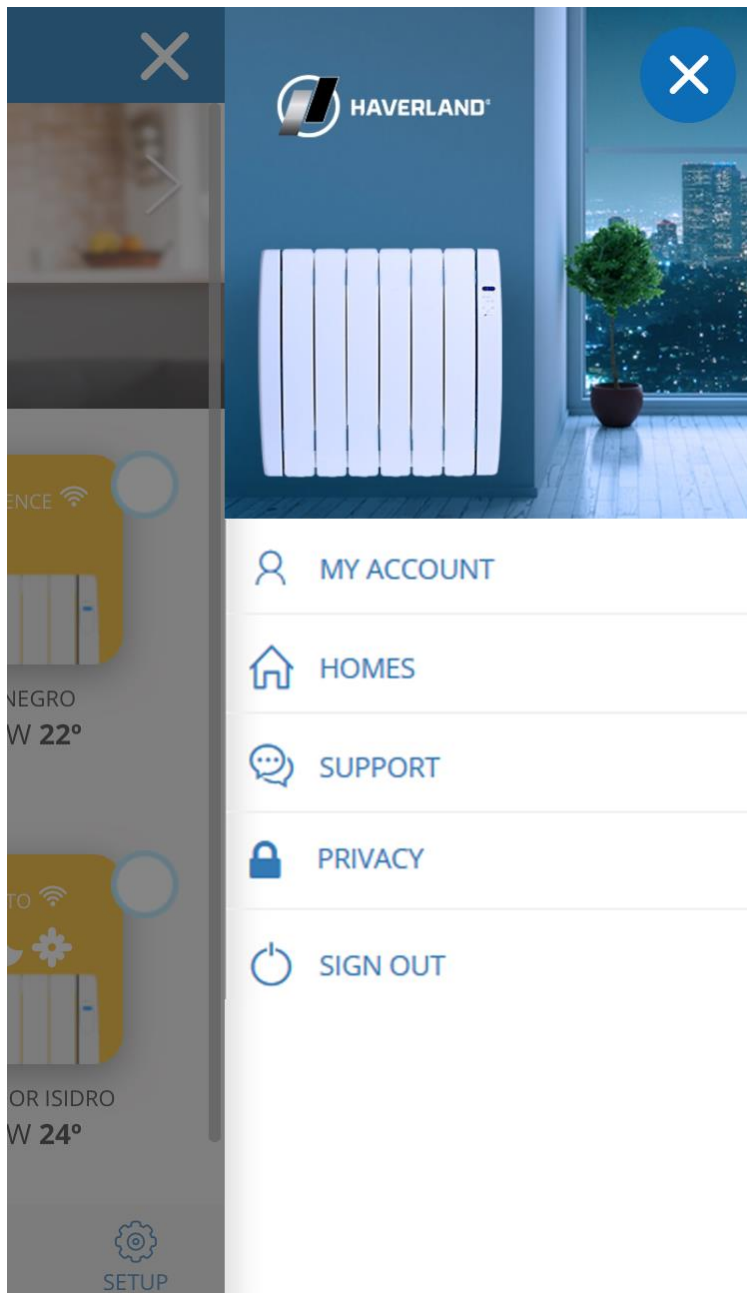 HAVERLAND
ENCE
NEGRO
W 22º
TO
OR ISIDRO
W 24º
SETUP
MY ACCOUNT
HOMES
SUPPORT
PRIVACY
SIGN OUT